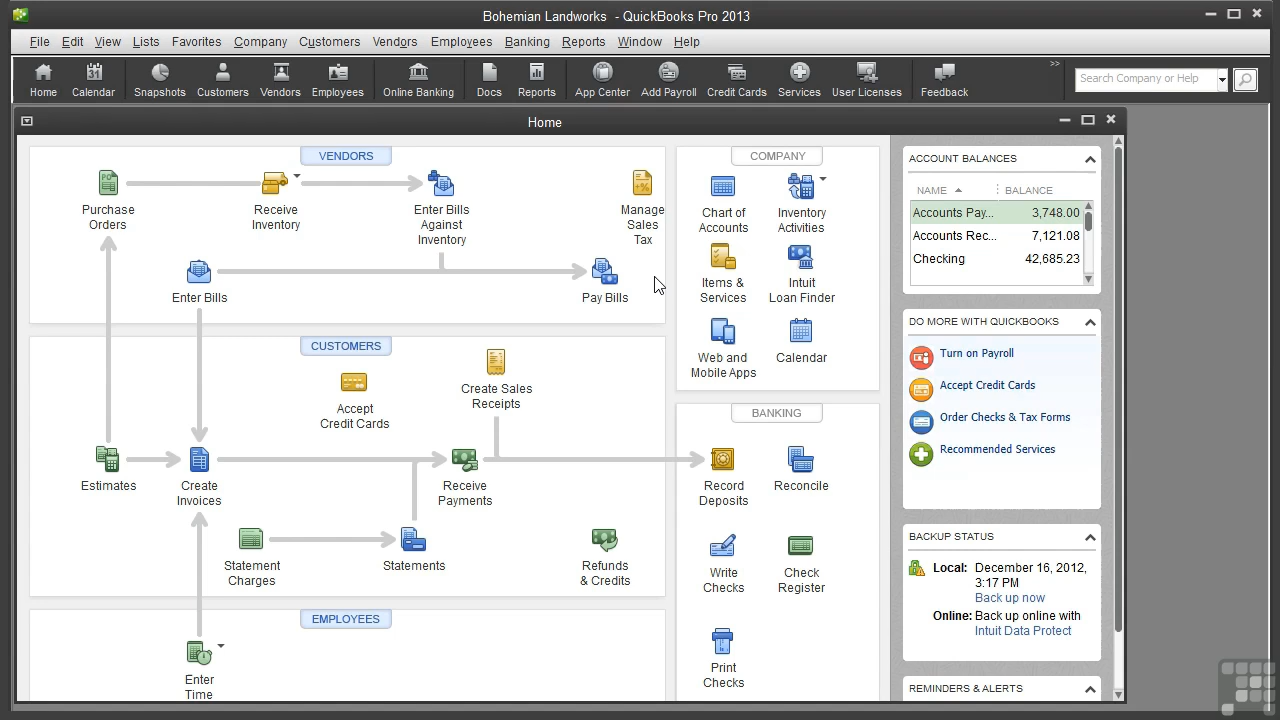 Bohemian Landworks - QuickBooks Pro 2013
File Edit View Lists Favorites Company Customers Vendors Employees Banking Reports Window Help
Home Calendar Snapshots Customers Vendors Employees Online Banking Docs Reports App Center Add Payroll Credit Cards Services User Licenses Feedback
Search Company or Help
Home
VENDORS
Purchase
Orders
Receive
Inventory
Enter Bills
Against
Inventory
Manage
Sales
Tax
Enter Bills
Pay Bills
CUSTOMERS
Accept
Credit Cards
Create Sales
Receipts
Estimates
Create
Invoices
Receive
Payments
Statement
Charges
Statements
Refunds
& Credits
EMPLOYEES
Enter
Time
COMPANY
Chart of
Accounts
Inventory
Activities
Items &
Services
Intuit
Loan Finder
Web and
Mobile Apps
Calendar
BANKING
Record
Deposits
Reconcile
Write
Checks
Check
Register
Print
Checks
ACCOUNT BALANCES
NAME BALANCE
Accounts Pay... 3,748.00
Accounts Rec... 7,121.08
Checking 42,685.23
DO MORE WITH QUICKBOOKS
Turn on Payroll
Accept Credit Cards
Order Checks & Tax Forms
Recommended Services
BACKUP STATUS
Local: December 16, 2012,
3:17 PM
Back up now
Online: Back up online with
Intuit Data Protect
REMINDERS & ALERTS